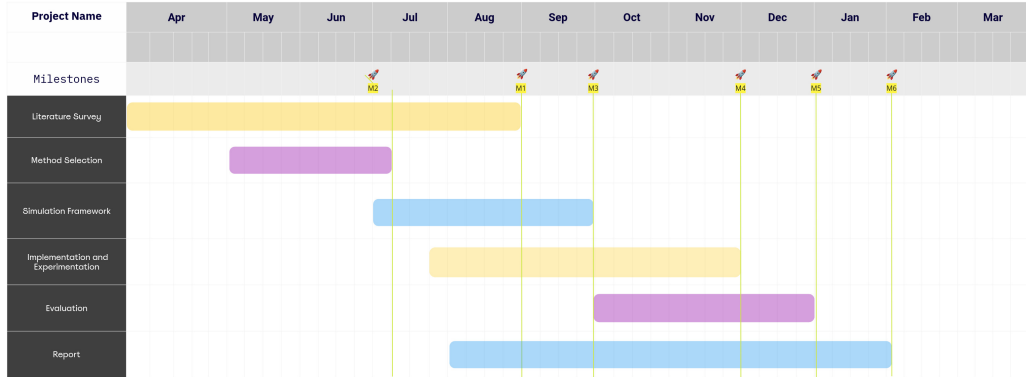 Project Name
Apr May Jun Jul Aug Sep Oct Nov Dec Jan Feb Mar
Milestones
M2 M1 M3 M4 M5 M6
Literature Survey
Method Selection
Simulation Framework
Implementation and
Experimentation
Evaluation
Report